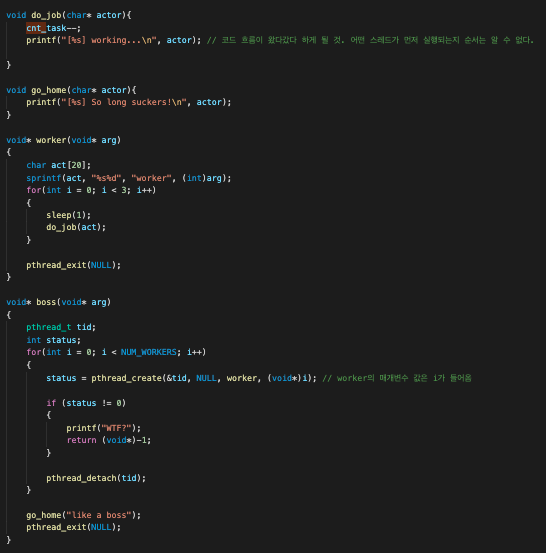 void do_job(char* actor){
    cnt_task--;
    printf("[%s] working...\n", actor); // 코드 흐름이 왔다갔다 하게 될 것. 어떤 스레드가 먼저 실행되는지 순서는 알 수 없다.
}
void go_home(char* actor){
    printf("[%s] So long suckers!\n", actor);
}
void* worker(void* arg)
{
    char act[20];
    sprintf(act, "%s%d", "worker", (int)arg);
    for(int i = 0; i < 3; i++)
    {
        sleep(1);
        do_job(act);
    }
    pthread_exit(NULL);
}
void* boss(void* arg)
{
    pthread_t tid;
    int status;
    for(int i = 0; i < NUM_WORKERS; i++)
    {
        status = pthread_create(&tid, NULL, worker, (void*)i); // worker의 매개변수 값은 i가 들어음
        if (status != 0)
        {
            printf("WTF?");
            return (void*)-1;
        }
        pthread_detach(tid);
    }
    go_home("like a boss");
    pthread_exit(NULL);
}